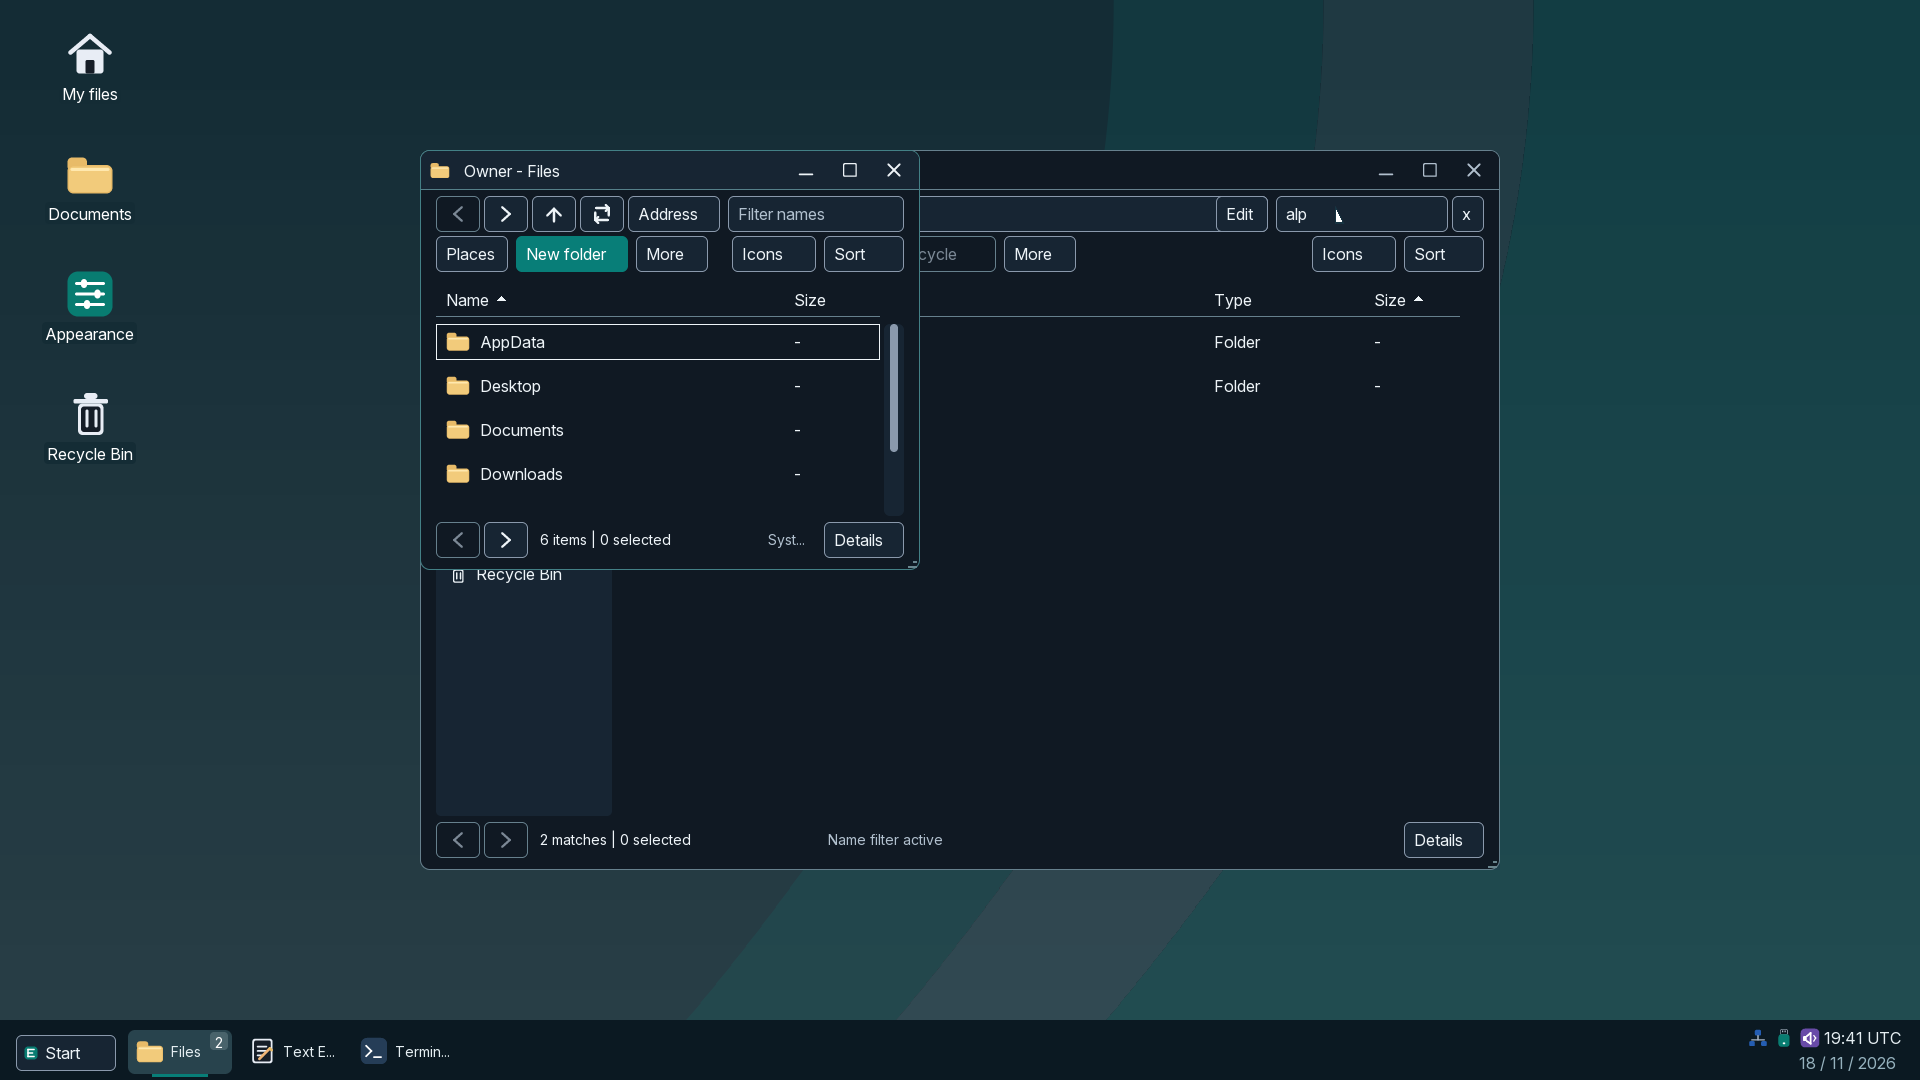 My files
Documents
Appearance
Recycle Bin
Owner - Files
Address
Filter names
Places
New folder
More
Icons
Sort
Name
Size
AppData
-
Desktop
-
Documents
-
Downloads
-
6 items | 0 selected
Syst...
Details
Edit
alp
x
cycle
More
Icons
Sort
Type
Size
Folder
-
Folder
-
Recycle Bin
2 matches | 0 selected
Name filter active
Details
Start
Files
2
Text E...
Termin...
19:41 UTC
18 / 11 / 2026